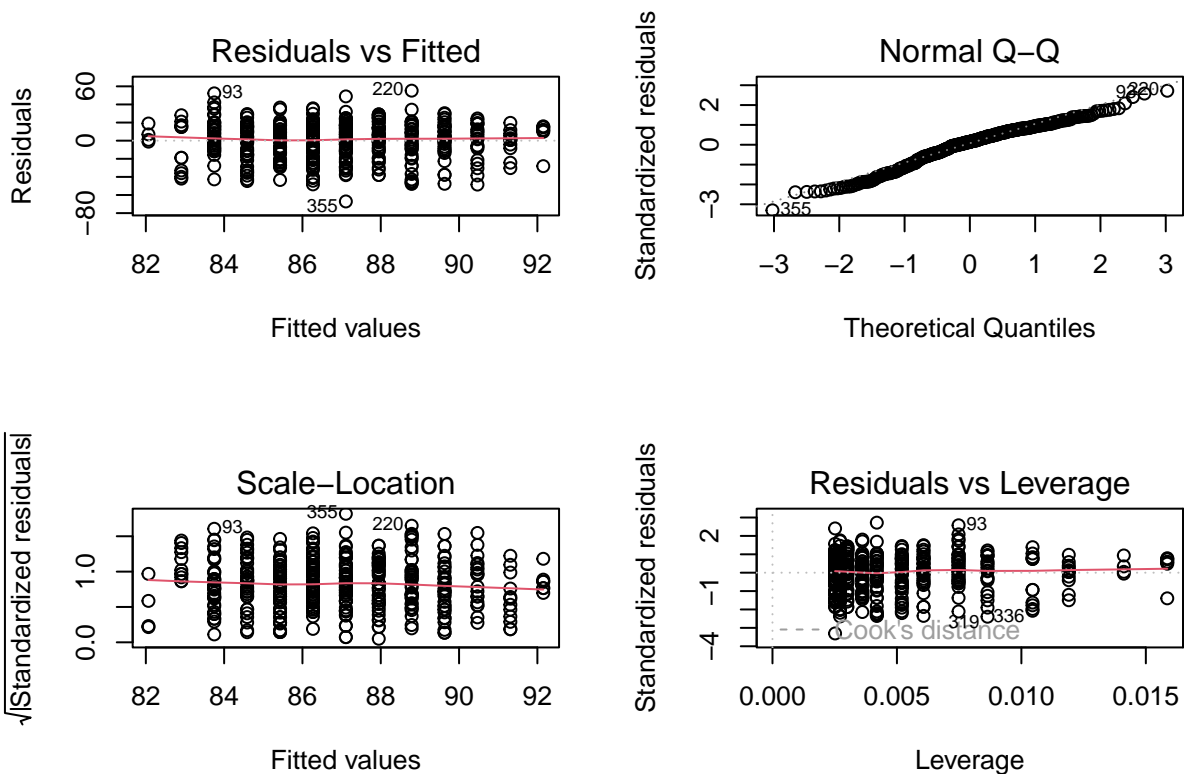 Residuals vs Fitted
Residuals
60
0
−80
93
220
355
82 84 86 88 90 92
Fitted values
Normal Q−Q
Standardized residuals
2
0
−3
93
220
355
−3 −2 −1 0 1 2 3
Theoretical Quantiles
Scale−Location
√|Standardized residuals|
1.0
0.0
93
355
220
82 84 86 88 90 92
Fitted values
Residuals vs Leverage
Standardized residuals
2
−1
−4
93
319
336
Cook's distance
0.000 0.005 0.010 0.015
Leverage